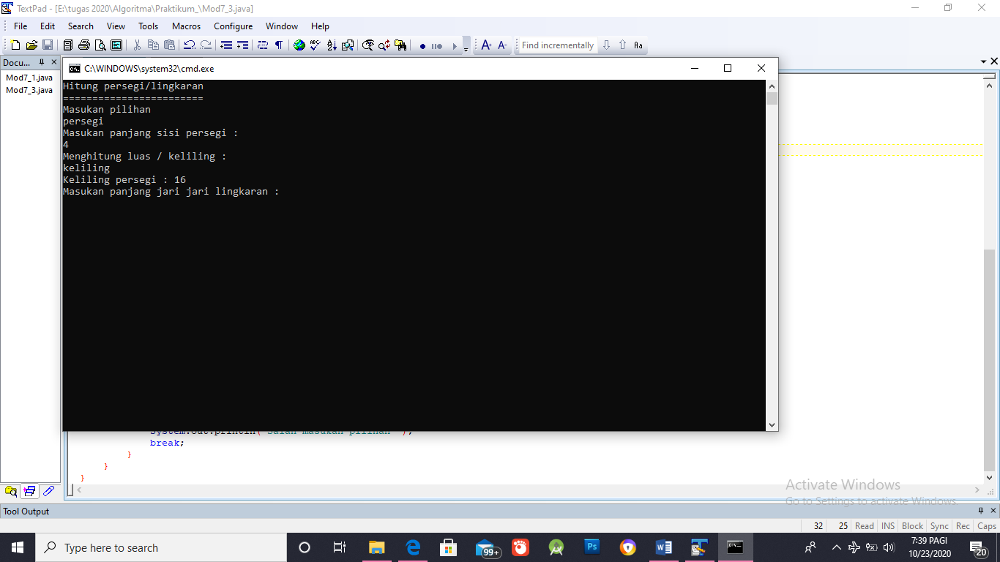 TextPad - [E:\tugas 2020\Algoritma\Praktikum_\Mod7_3.java]
File Edit Search View Tools Macros Configure Window Help
Find incrementally
Aa
Docu...
C:\WINDOWS\system32\cmd.exe
Mod7_1.java
Mod7_3.java
Hitung persegi/lingkaran
========================
Masukan pilihan
persegi
Masukan panjang sisi persegi :
4
Menghitung luas / keliling :
keliling
Keliling persegi : 16
Masukan panjang jari jari lingkaran :
System.out.println("Salah masukan pilihan ");
break;
}
}
}
Activate Windows
Go to Settings to activate Windows.
Tool Output
32 25 Read INS Block Sync Rec Caps
Type here to search
99+
Ps
7:39 PAGI
10/23/2020
20